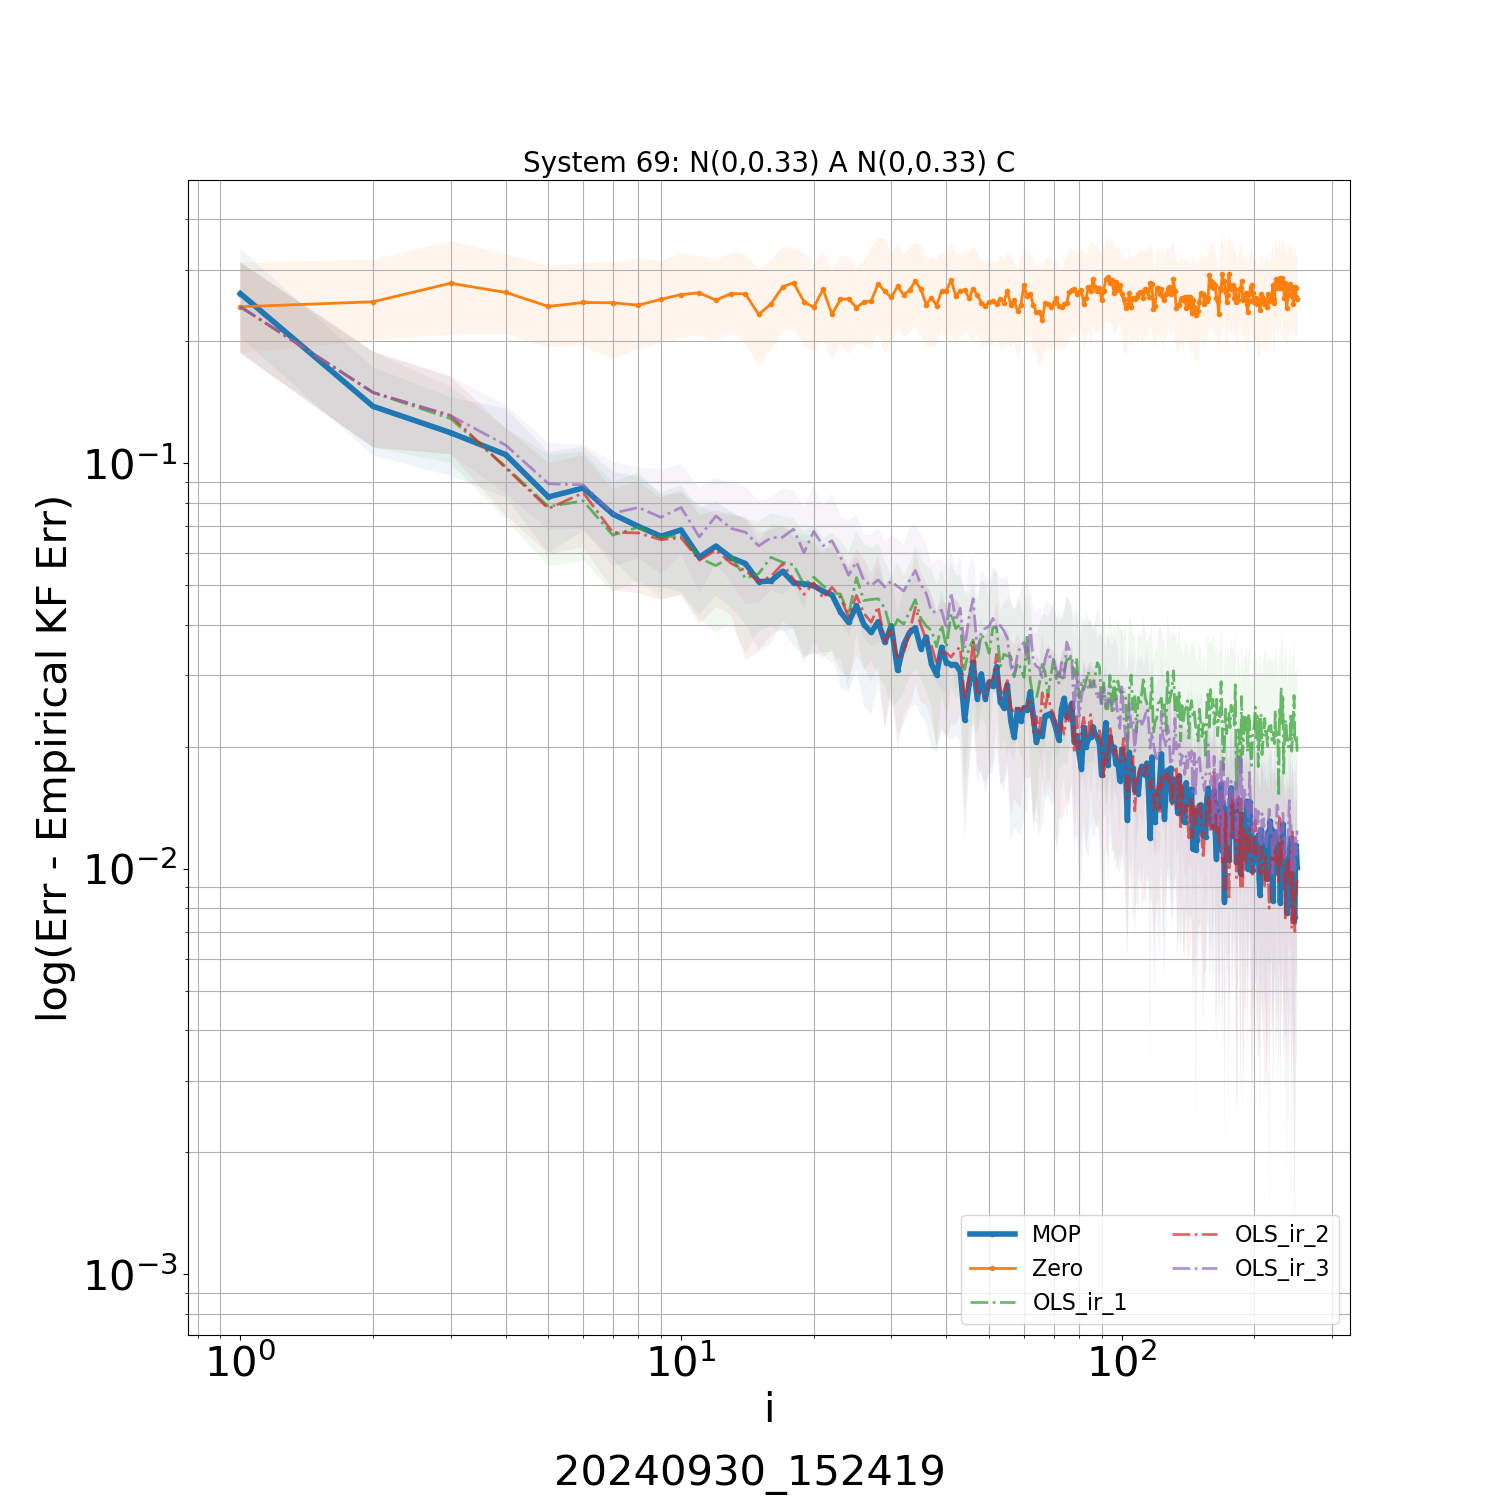 System 69: N(0,0.33) A N(0,0.33) C
log(Err - Empirical KF Err)
10⁻¹
10⁻²
10⁻³
10⁰
10¹
10²
MOP
Zero
OLS_ir_1
OLS_ir_2
OLS_ir_3
i
20240930_152419